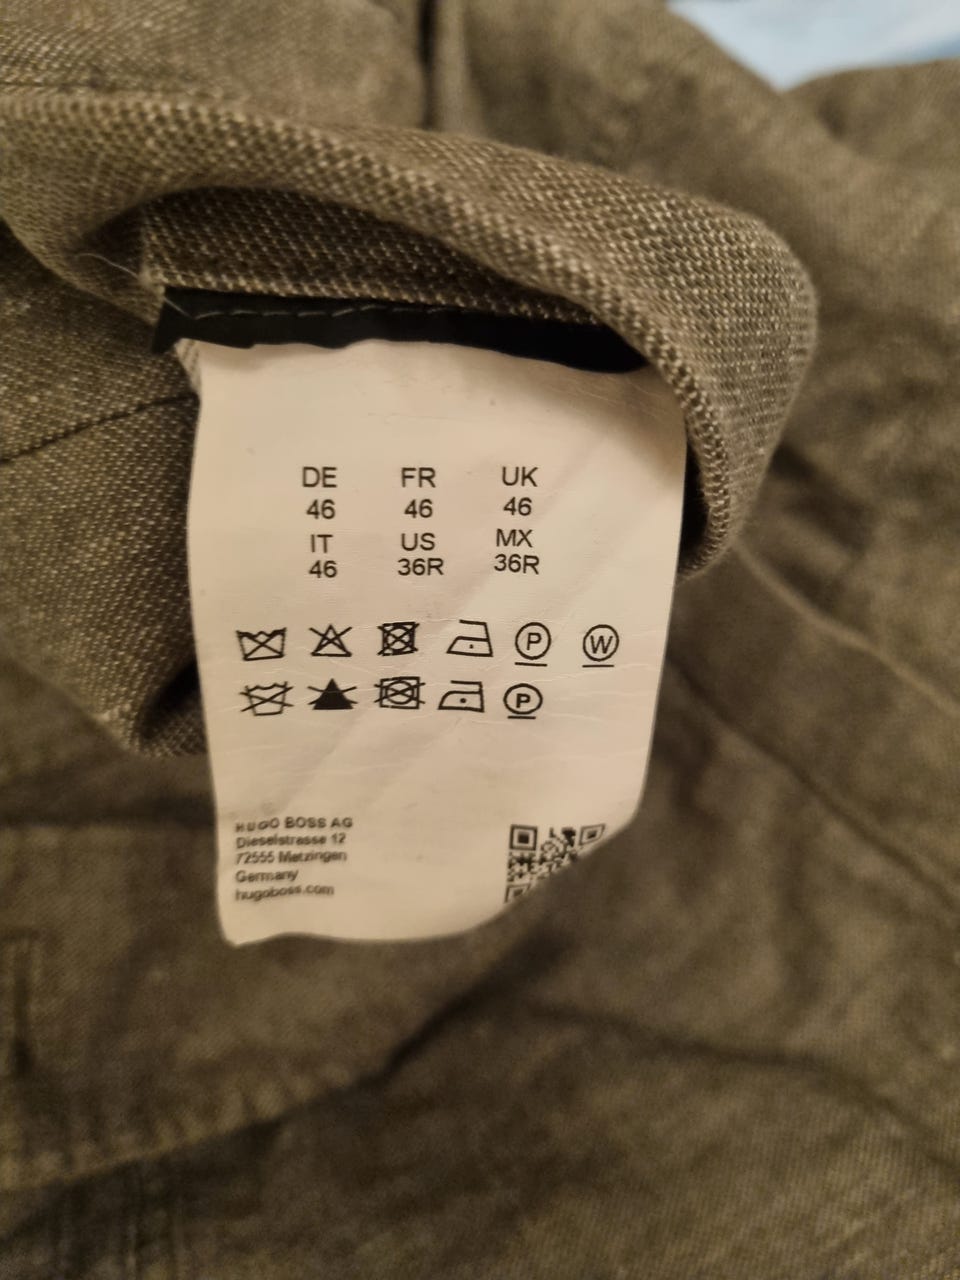 DE FR UK
46 46 46
IT US MX
46 36R 36R
P W
P
HUGO BOSS AG
Dieselstrasse 12
72555 Metzingen
Germany
hugoboss.com